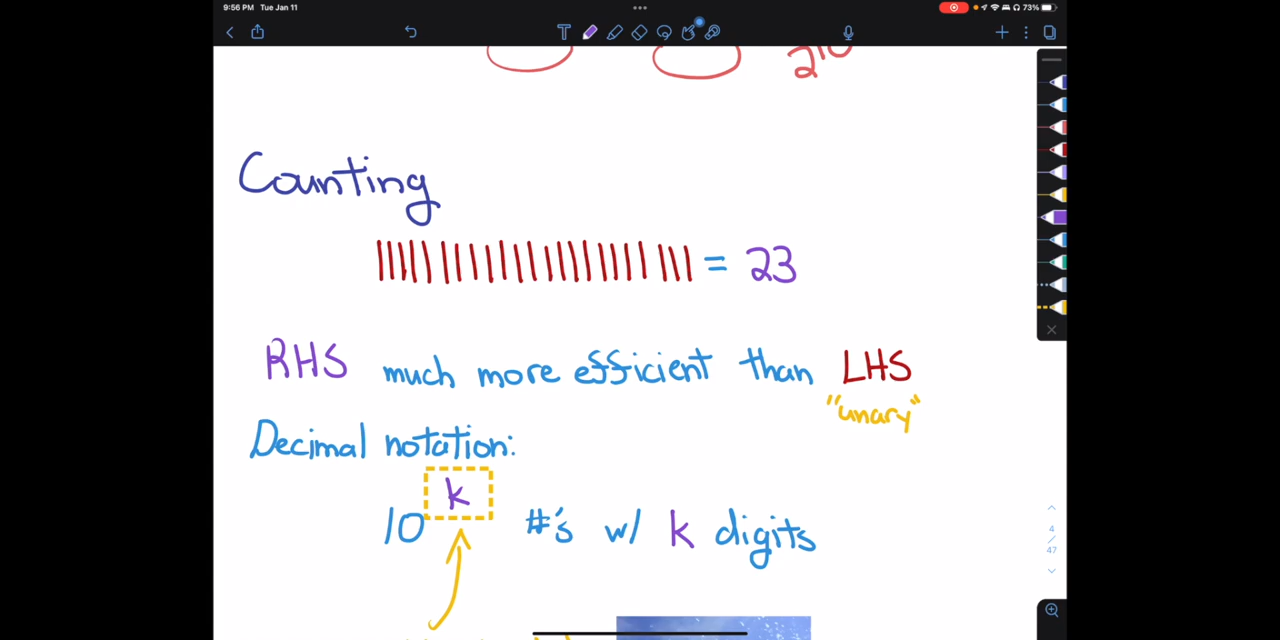 9:56 PM Tue Jan 11
73%
210
Counting
|||||||||||||||||||||||= 23
RHS much more efficient than LHS
"unary"
Decimal notation:
10^k #'s w/ k digits
4
/
47